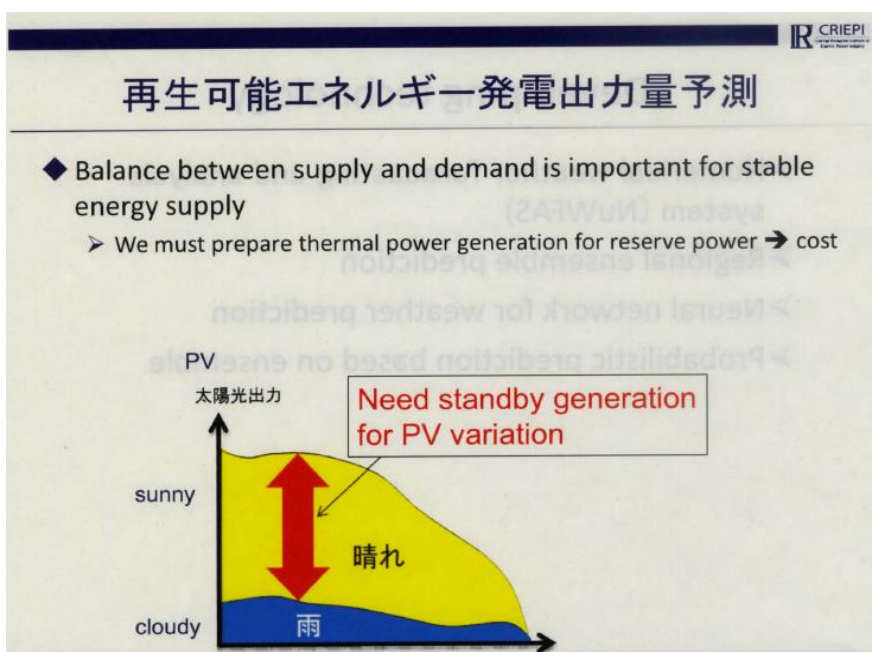 CRIEPI
再生可能エネルギー発電出力量予測
◆ Balance between supply and demand is important for stable
energy supply
➢ We must prepare thermal power generation for reserve power ➔ cost
PV
太陽光出力
Need standby generation
for PV variation
sunny
晴れ
cloudy
雨